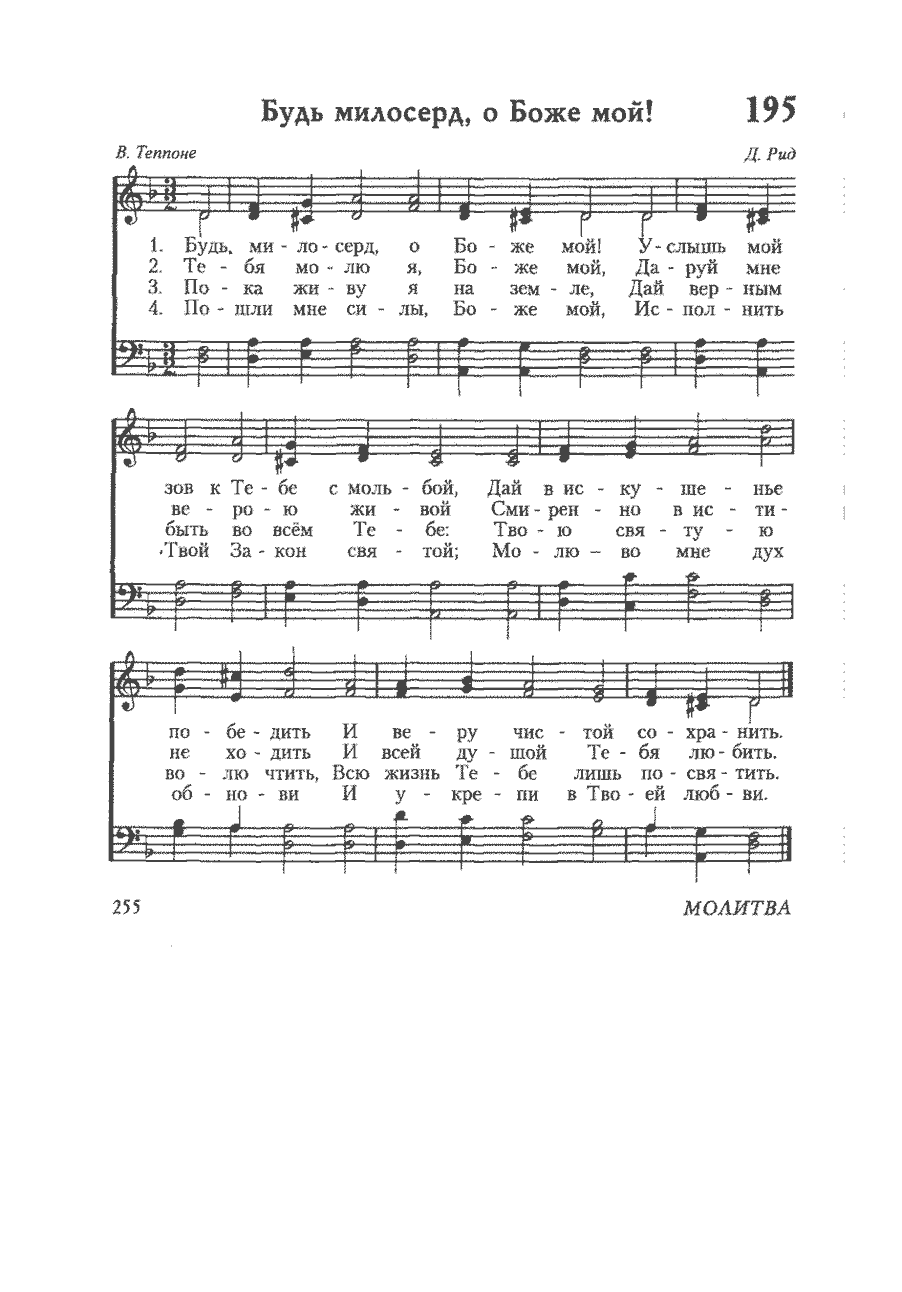 Будь милосерд, о Боже мой! 195
В. Теппоне Д. Рид
1. Будь, ми - ло - серд, о Бо - же мой! У - слышь мой
2. Те - бя мо - лю я, Бо - же мой, Да - руй мне
3. По - ка жи - ву я на зем - ле, Дай вер - ным
4. По - шли мне си - лы, Бо - же мой, Ис - пол - нить
зов к Те - бе с моль - бой, Дай в ис - ку - ше - нье
ве - ро - ю жи - вой Сми - рен - но в ис - ти -
быть во всём Те - бе: Тво - ю свя - ту - ю
Твой За - кон свя - той; Мо - лю – во мне дух
по - бе - дить И ве - ру чис - той со - хра - нить.
не хо - дить И всей ду - шой Те - бя лю - бить.
во - лю чтить, Всю жизнь Те - бе лишь по - свя - тить.
об - но - ви И у - кре - пи в Тво - ей люб - ви.
255 МОЛИТВА